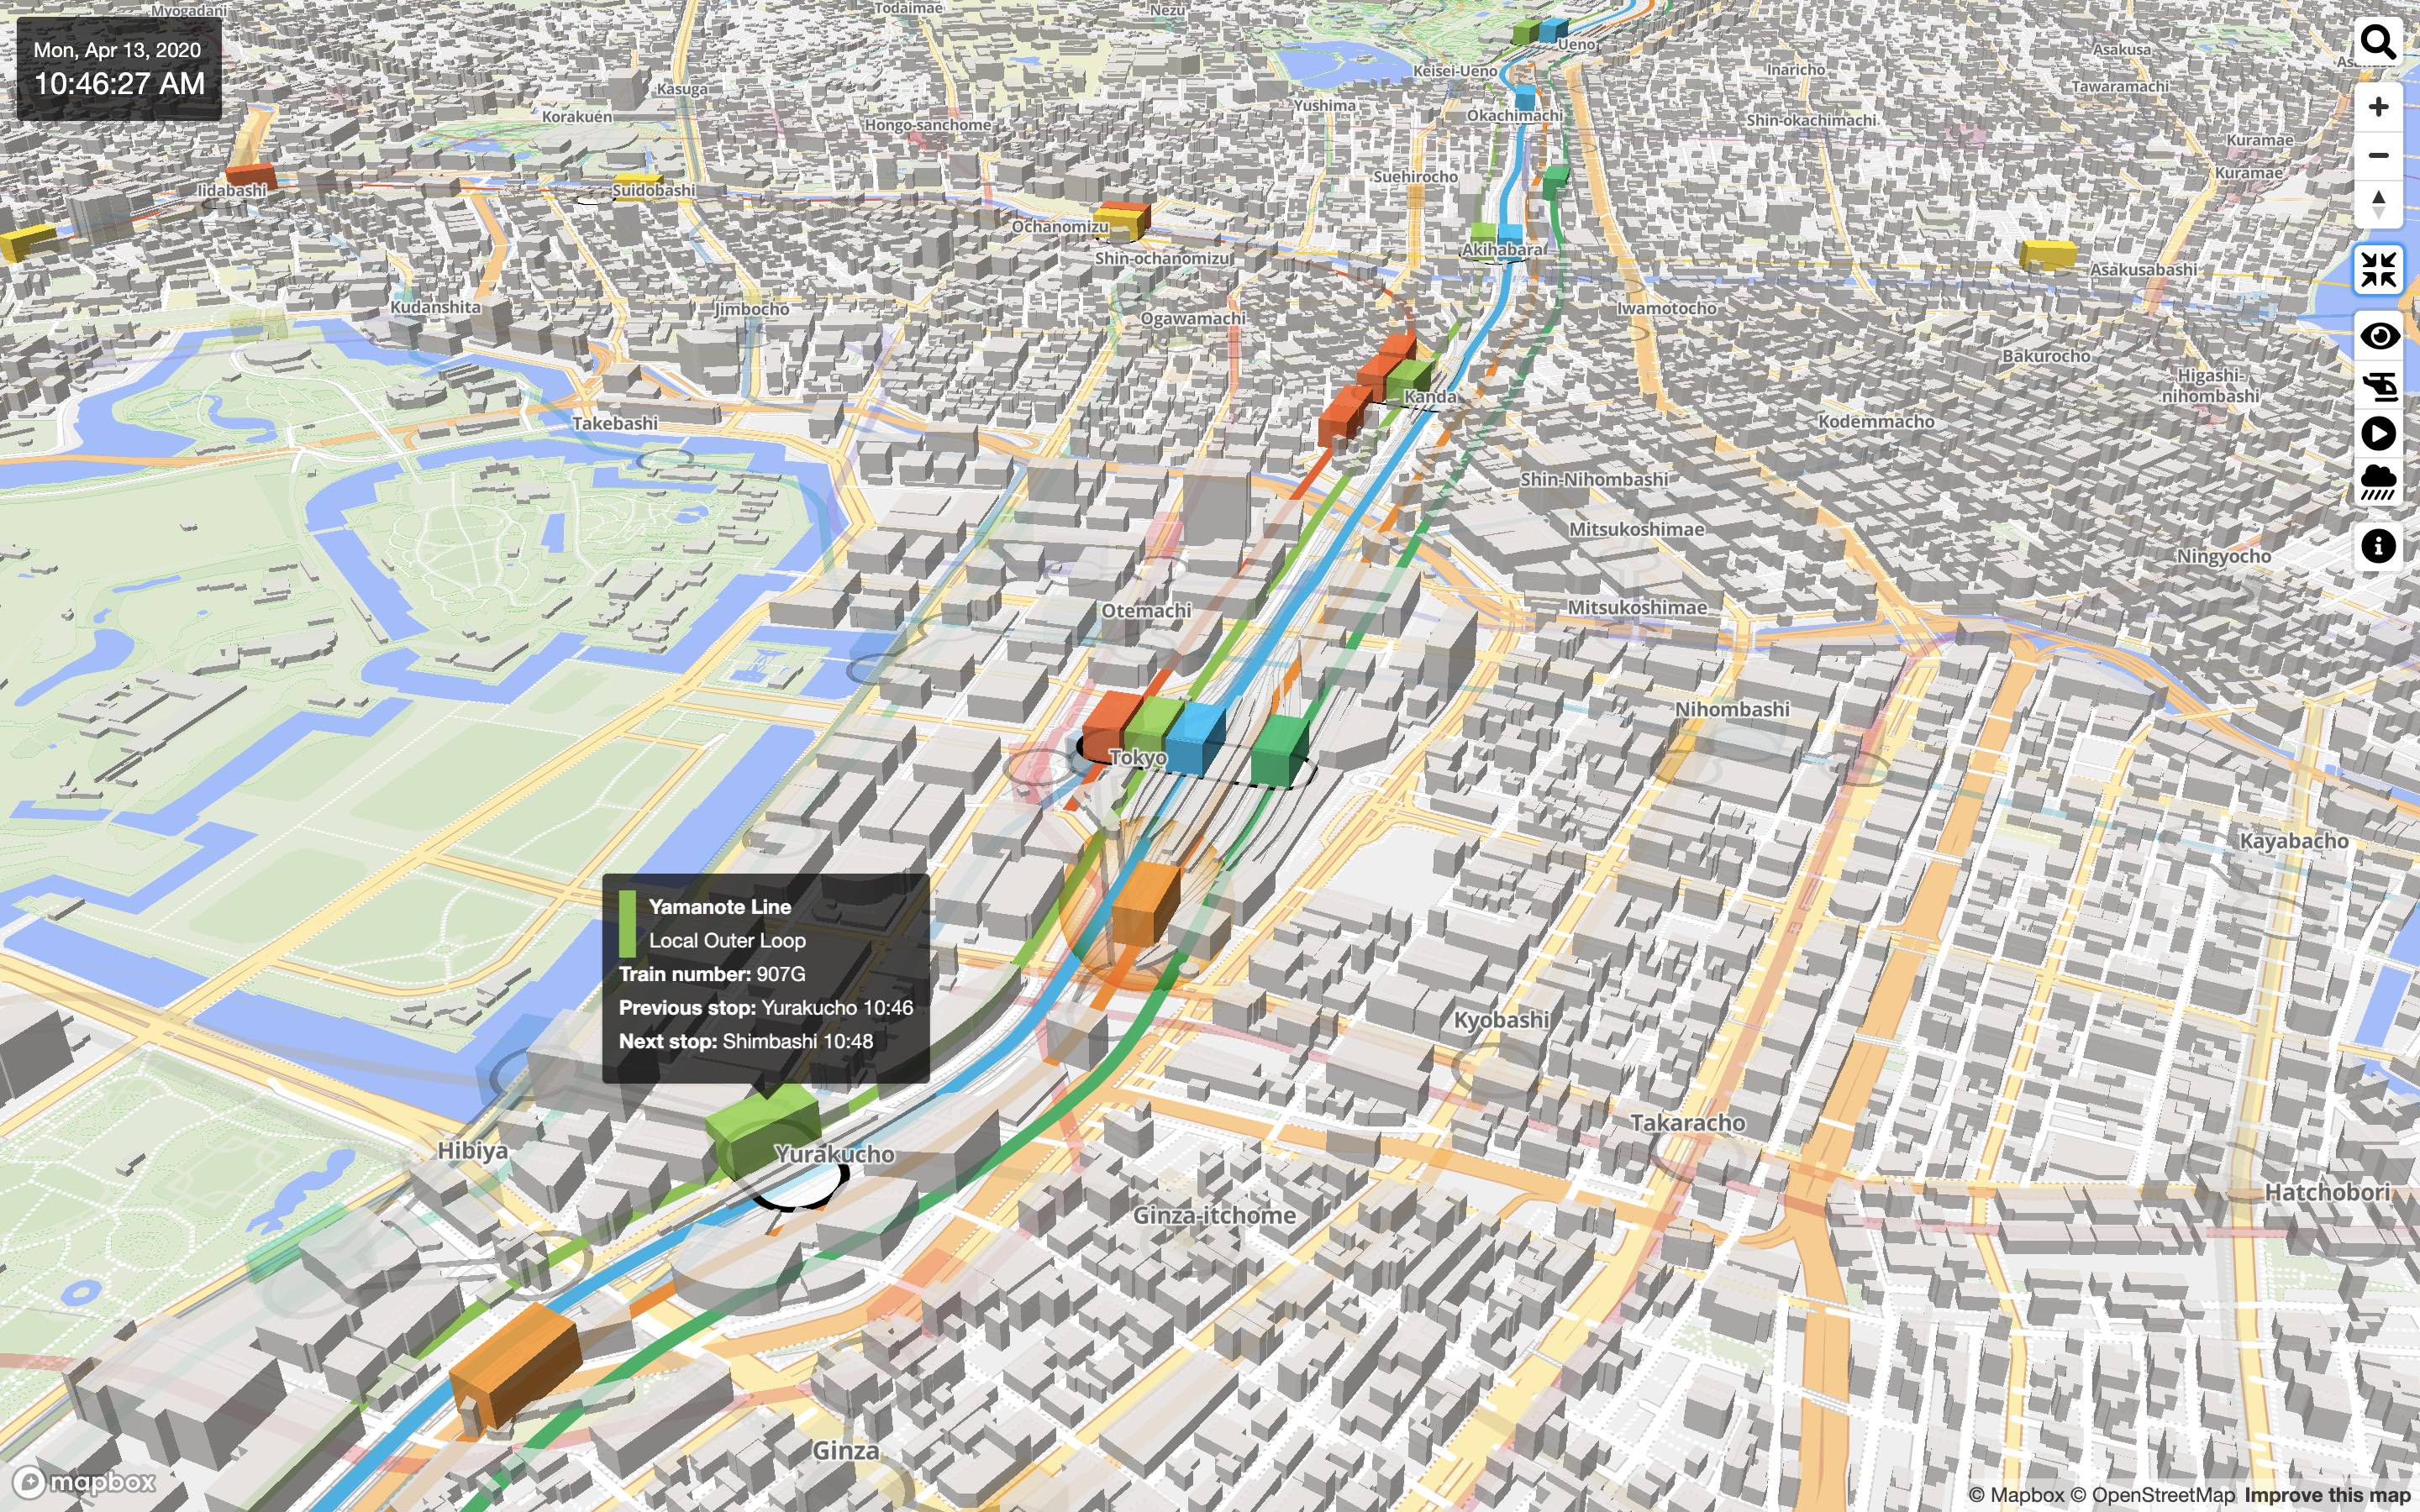 Mon, Apr 13, 2020
10:46:27 AM
Myogadani
Todaimae
Nezu
Ueno
Asakusa
Keisei-Ueno
Inaricho
Tawaramachi
Kasuga
Yushima
Okachimachi
Shin-okachimachi
Korakuen
Hongo-sanchome
Kuramae
Kuramae
Suehirocho
Iidabashi
Suidobashi
Ochanomizu
Shin-ochanomizu
Akihabara
Asakusabashi
Kudanshita
Jimbocho
Ogawamachi
Iwamotocho
Bakurocho
Higashi-
nihombashi
Kanda
Takebashi
Kodemmacho
Shin-Nihombashi
Mitsukoshimae
Ningyocho
Otemachi
Mitsukoshimae
Nihombashi
Tokyo
Kayabacho
Yamanote Line
Local Outer Loop
Train number: 907G
Previous stop: Yurakucho 10:46
Next stop: Shimbashi 10:48
Kyobashi
Takaracho
Hibiya
Yurakucho
Hatchobori
Ginza-itchome
Ginza
mapbox
© Mapbox © OpenStreetMap Improve this map